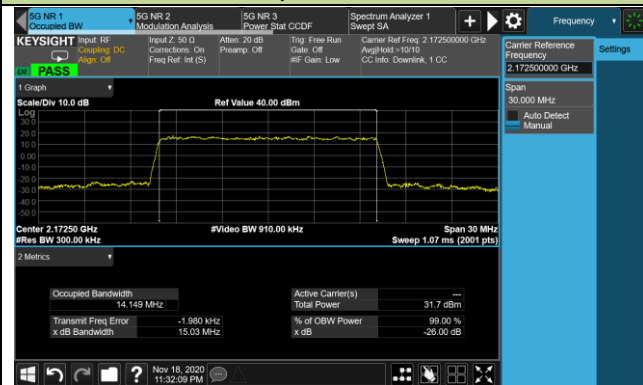 5G NR 1
Occupied BW
5G NR 2
Modulation Analysis
5G NR 3
Power Stat CCDF
Spectrum Analyzer 1
Swept SA
Frequency
KEYSIGHT
Input: RF
Coupling: DC
Align: Off
Input Z: 50 Ω
Corrections: On
Freq Ref: Int (S)
Atten: 20 dB
Preamp: Off
Trig: Free Run
Gate: Off
#IF Gain: Low
Carrier Ref Freq: 2.172500000 GHz
Avg|Hold:>10/10
CC Info: Downlink, 1 CC
PASS
Carrier Reference
Frequency
2.172500000 GHz
Settings
Span
30.000 MHz
Auto Detect
Manual
1 Graph
Scale/Div 10.0 dB
Ref Value 40.00 dBm
Log
30.0
20.0
10.0
0.00
-10.0
-20.0
-30.0
-40.0
-50.0
Center 2.17250 GHz
#Video BW 910.00 kHz
Span 30 MHz
#Res BW 300.00 kHz
Sweep 1.07 ms (2001 pts)
2 Metrics
Occupied Bandwidth
14.149 MHz
Active Carrier(s)
---
Total Power
31.7 dBm
Transmit Freq Error
-1.980 kHz
% of OBW Power
99.00 %
x dB Bandwidth
15.03 MHz
x dB
-26.00 dB
?
Nov 18, 2020
11:32:09 PM